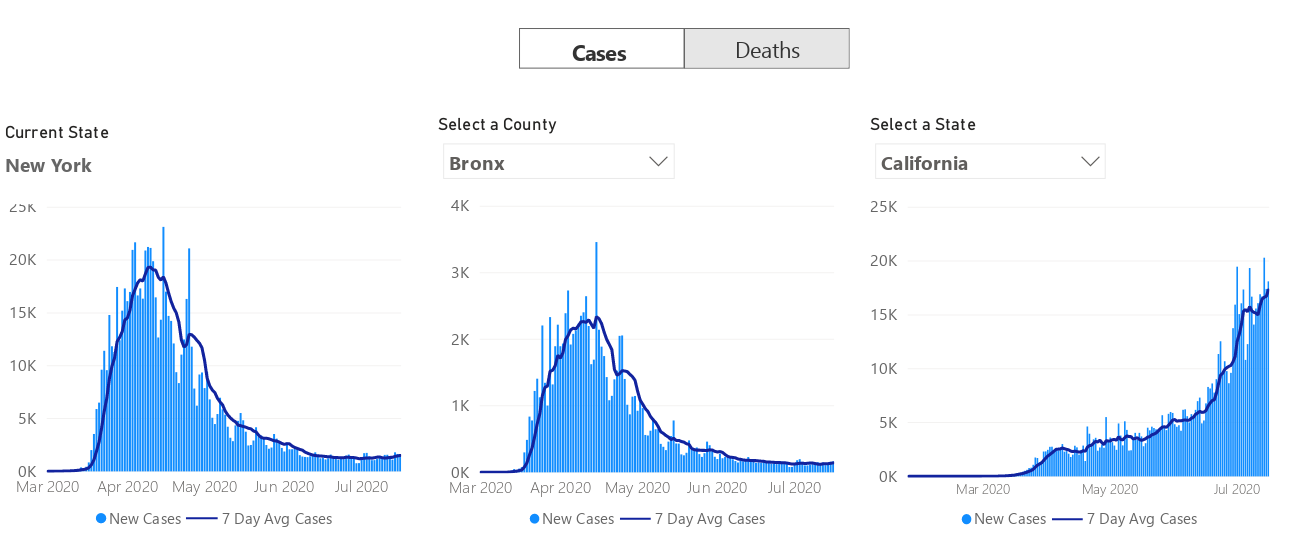 Cases Deaths
Current State
New York
25K
20K
15K
10K
5K
0K
Mar 2020 Apr 2020 May 2020 Jun 2020 Jul 2020
New Cases 7 Day Avg Cases
Select a County
Bronx
4K
3K
2K
1K
0K
Mar 2020 Apr 2020 May 2020 Jun 2020 Jul 2020
New Cases 7 Day Avg Cases
Select a State
California
25K
20K
15K
10K
5K
0K
Mar 2020 May 2020 Jul 2020
New Cases 7 Day Avg Cases